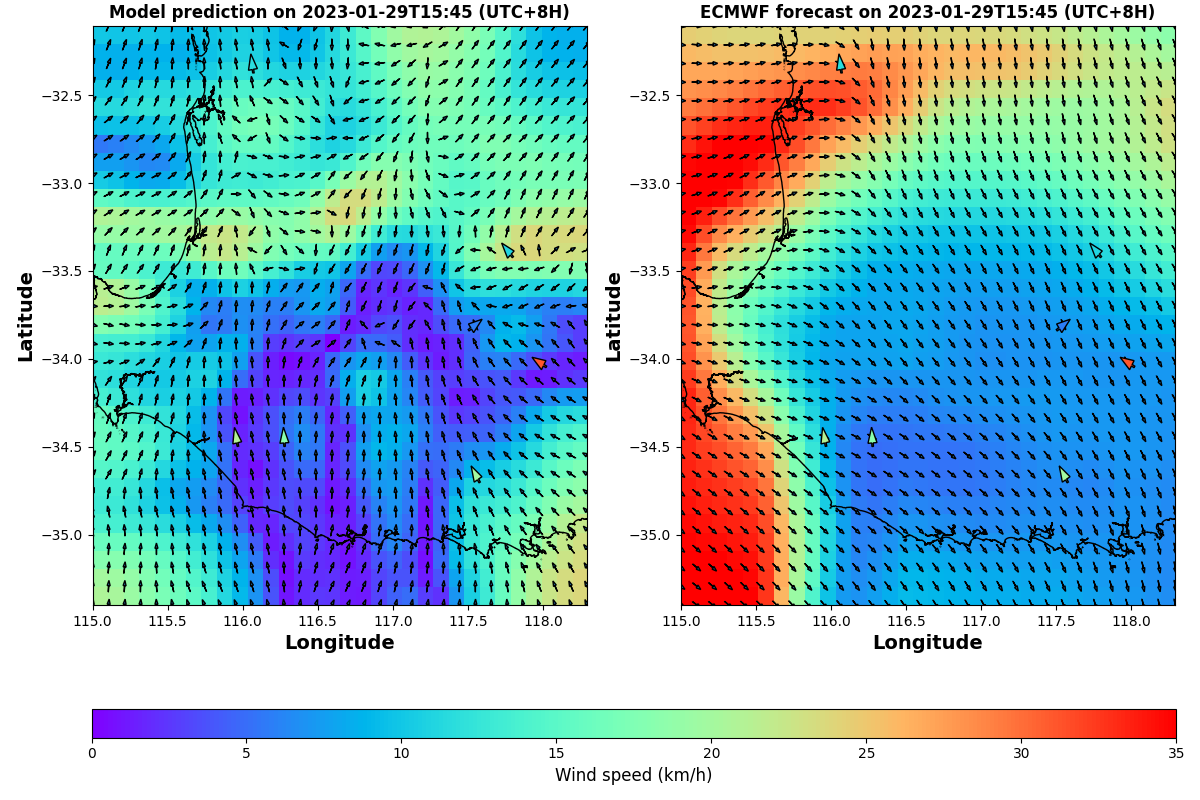 Model prediction on 2023-01-29T15:45 (UTC+8H)
ECMWF forecast on 2023-01-29T15:45 (UTC+8H)
Latitude
−32.5
−33.0
−33.5
−34.0
−34.5
−35.0
115.0 115.5 116.0 116.5 117.0 117.5 118.0
Longitude
Latitude
−32.5
−33.0
−33.5
−34.0
−34.5
−35.0
115.0 115.5 116.0 116.5 117.0 117.5 118.0
Longitude
0 5 10 15 20 25 30 35
Wind speed (km/h)